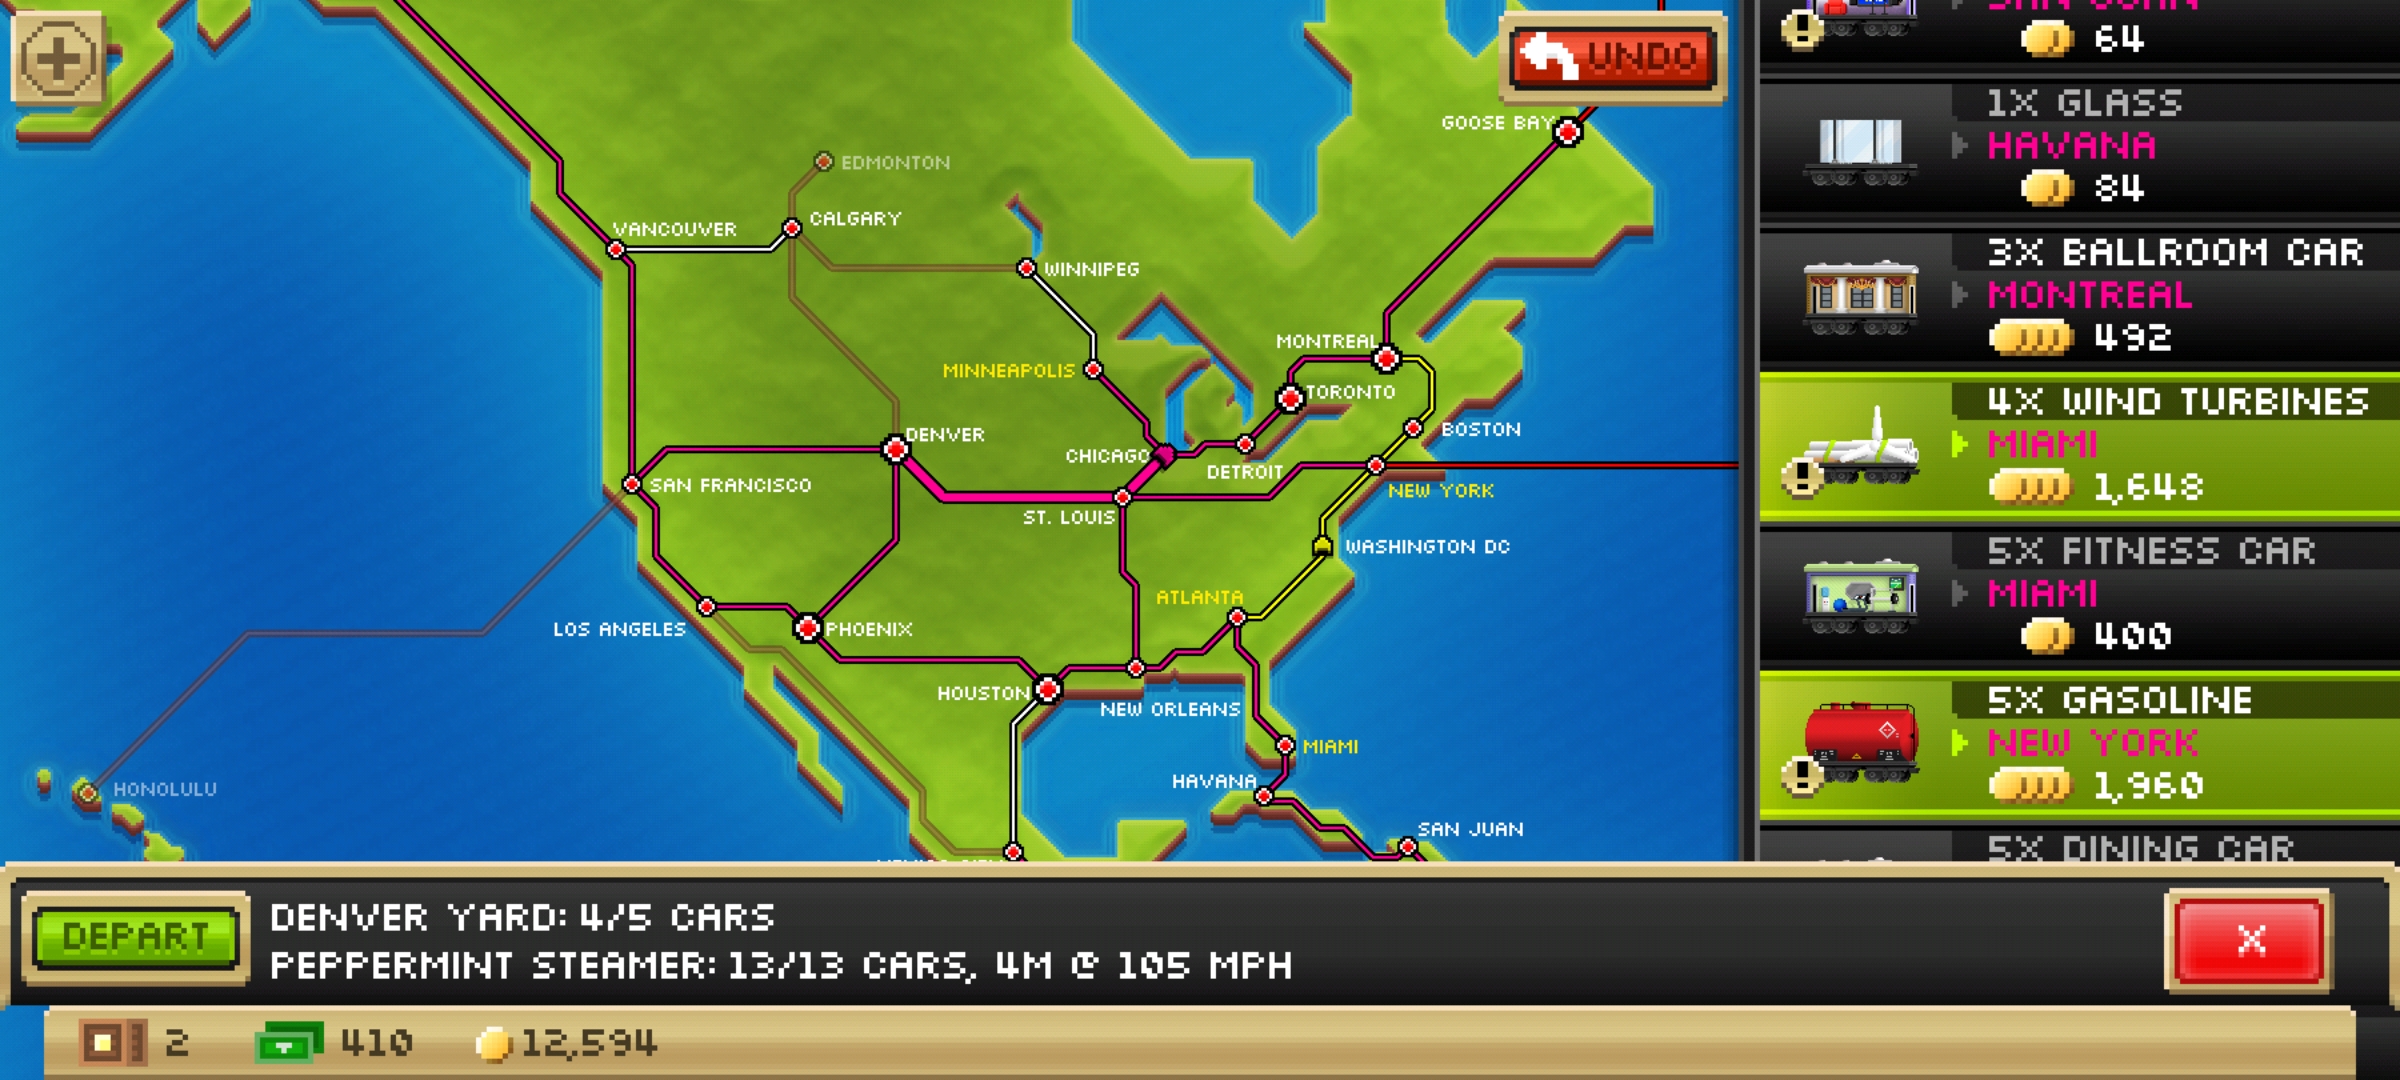 SAN JUAN
64
UNDO
1X GLASS
HAVANA
84
GOOSE BAY
EDMONTON
CALGARY
VANCOUVER
WINNIPEG
3X BALLROOM CAR
MONTREAL
492
MONTREAL
MINNEAPOLIS
TORONTO
4X WIND TURBINES
MIAMI
1,648
DENVER
BOSTON
CHICAGO
DETROIT
SAN FRANCISCO
NEW YORK
ST. LOUIS
WASHINGTON DC
5X FITNESS CAR
MIAMI
400
ATLANTA
LOS ANGELES
PHOENIX
HOUSTON
NEW ORLEANS
5X GASOLINE
NEW YORK
1,960
MIAMI
HAVANA
HONOLULU
SAN JUAN
5X DINING CAR
DEPART
DENVER YARD: 4/5 CARS
PEPPERMINT STEAMER: 13/13 CARS, 4M @ 105 MPH
X
2
410
12,594